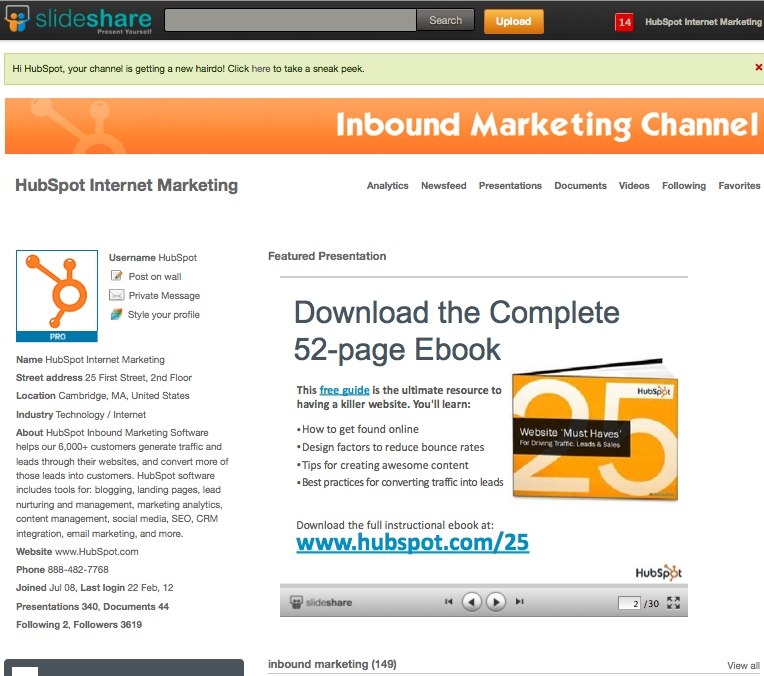 slideshare
Present Yourself
Search
Upload
14
HubSpot Internet Marketing
Hi HubSpot, your channel is getting a new hairdo! Click here to take a sneak peek.
Inbound Marketing Channel
HubSpot Internet Marketing
Analytics Newsfeed Presentations Documents Videos Following Favorites
PRO
Username HubSpot
Post on wall
Private Message
Style your profile
Name HubSpot Internet Marketing
Street address 25 First Street, 2nd Floor
Location Cambridge, MA, United States
Industry Technology / Internet
About HubSpot Inbound Marketing Software
helps our 6,000+ customers generate traffic and
leads through their websites, and convert more of
those leads into customers. HubSpot software
includes tools for: blogging, landing pages, lead
nurturing and management, marketing analytics,
content management, social media, SEO, CRM
integration, email marketing, and more.
Website www.HubSpot.com
Phone 888-482-7768
Joined Jul 08, Last login 22 Feb, 12
Presentations 340, Documents 44
Following 2, Followers 3619
Featured Presentation
Download the Complete
52-page Ebook
This free guide is the ultimate resource to
having a killer website. You'll learn:
•How to get found online
•Design factors to reduce bounce rates
•Tips for creating awesome content
•Best practices for converting traffic into leads
HubSpot
25
Website 'Must Haves'
For Driving Traffic, Leads & Sales
Download the full instructional ebook at:
www.hubspot.com/25
HubSpot
slideshare
2 /30
inbound marketing (149)
View all